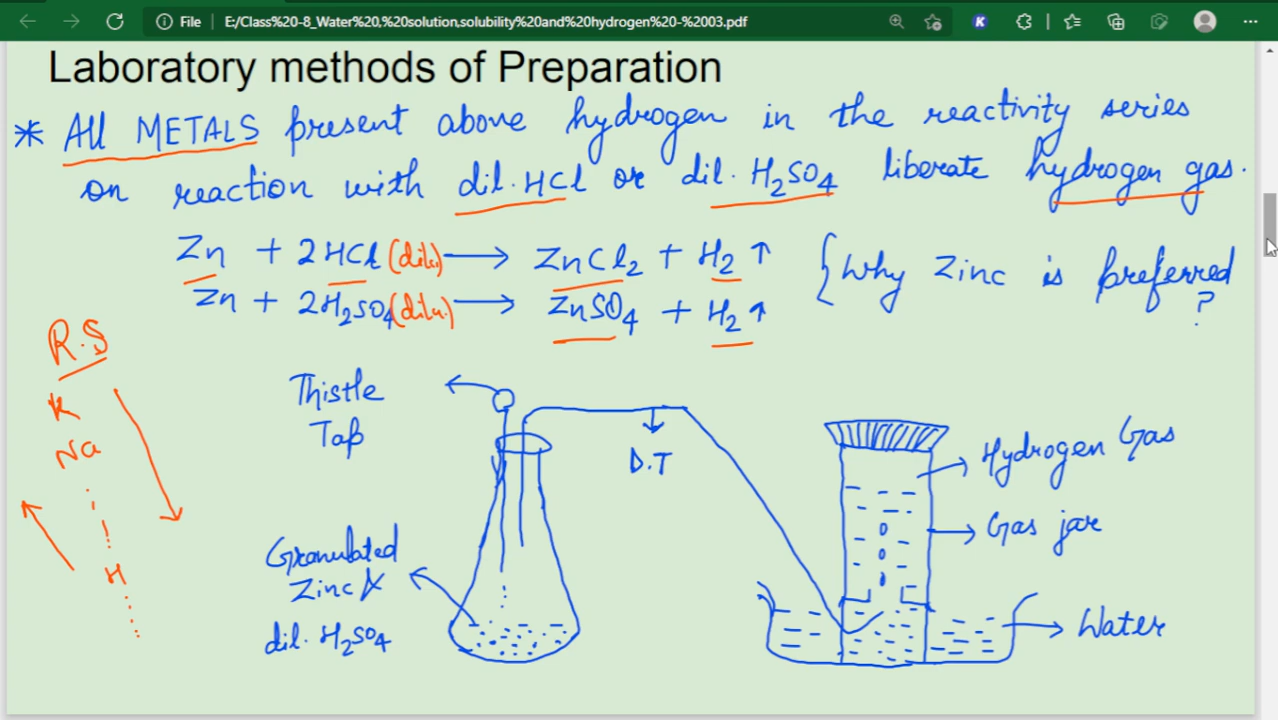 File E:/Class%20-8_Water%20,%20solution,solubility%20and%20hydrogen%20-%2003.pdf
Laboratory methods of Preparation
* All METALS present above hydrogen in the reactivity series
on reaction with dil.HCl or dil. H2SO4 liberate hydrogen gas.
Zn + 2HCl (dil.) → ZnCl2 + H2 ↑ { Why Zinc is preferred ?
Zn + 2H2SO4 (dil.) → ZnSO4 + H2 ↑
R.S
K
Na
H
Thistle
Tap
D.T
Granulated
Zinc &
dil. H2SO4
Hydrogen Gas
Gas jar
Water